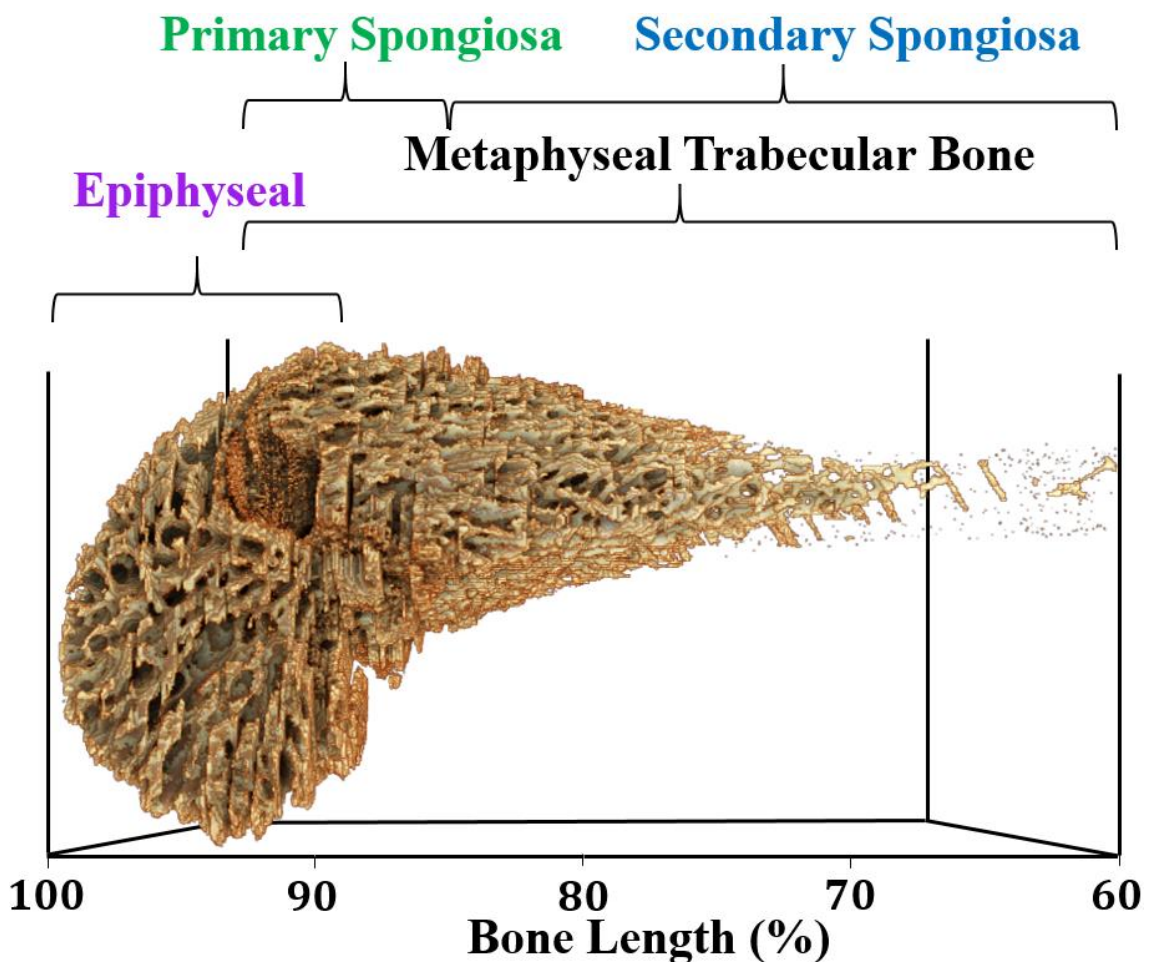 Primary Spongiosa Secondary Spongiosa
Metaphyseal Trabecular Bone
Epiphyseal
100 90 80 70 60
Bone Length (%)